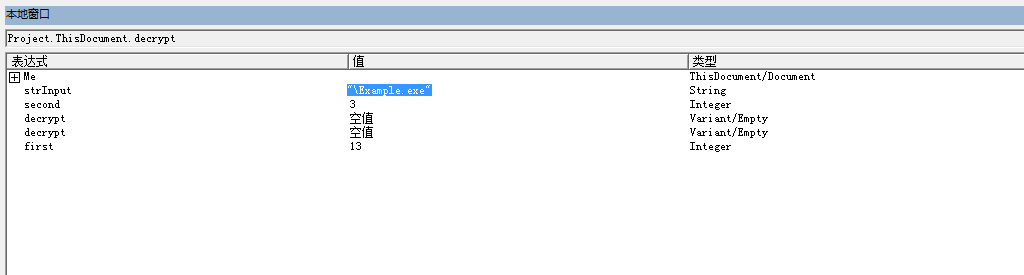 本地窗口
Project.ThisDocument.decrypt
表达式 值 类型
Me ThisDocument/Document
strInput "\Example.exe" String
second 3 Integer
decrypt 空值 Variant/Empty
decrypt 空值 Variant/Empty
first 13 Integer